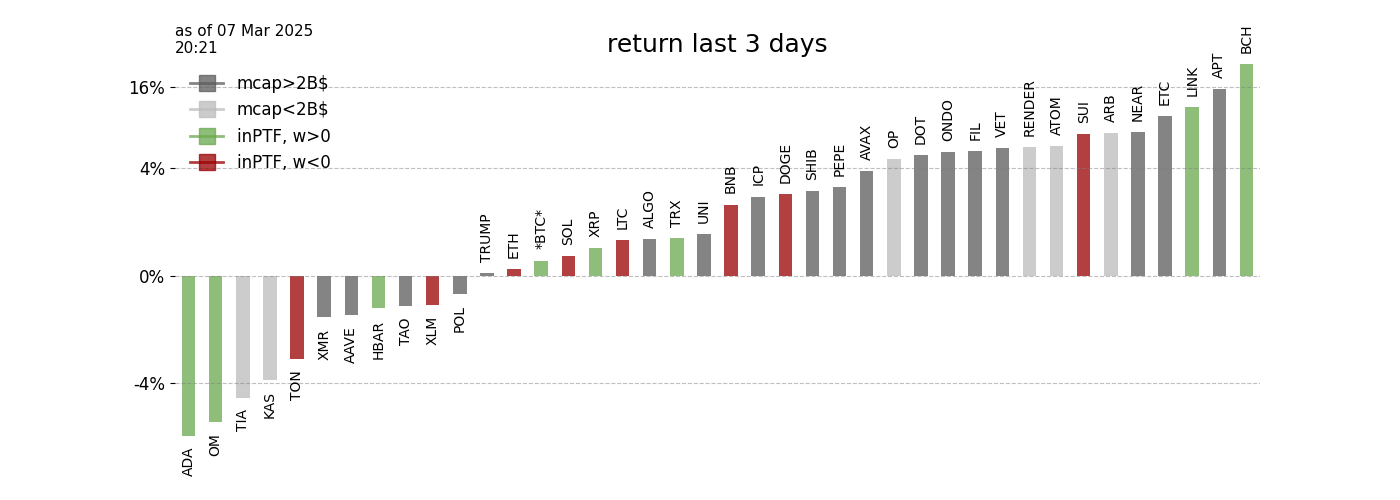 as of 07 Mar 2025
20:21
return last 3 days
mcap>2B$
mcap<2B$
inPTF, w>0
inPTF, w<0
16%
4%
0%
-4%
ADA
OM
TIA
KAS
TON
XMR
AAVE
HBAR
TAO
XLM
POL
TRUMP
ETH
*BTC*
SOL
XRP
LTC
ALGO
TRX
UNI
BNB
ICP
DOGE
SHIB
PEPE
AVAX
OP
DOT
ONDO
FIL
VET
RENDER
ATOM
SUI
ARB
NEAR
ETC
LINK
APT
BCH